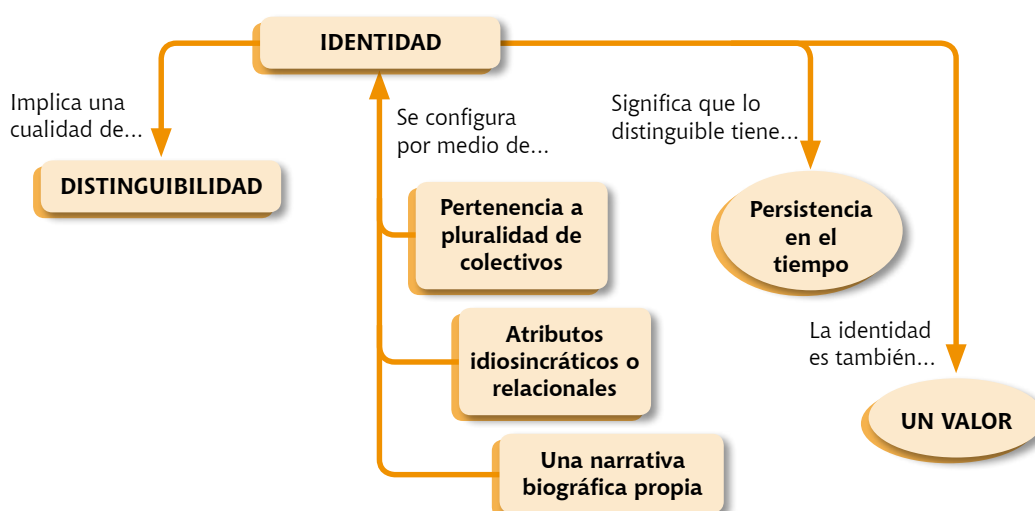 IDENTIDAD
Implica una
cualidad de...
DISTINGUIBILIDAD
Se configura
por medio de...
Pertenencia a
pluralidad de
colectivos
Atributos
idiosincráticos o
relacionales
Una narrativa
biográfica propia
Significa que lo
distinguible tiene...
Persistencia
en el
tiempo
La identidad
es también...
UN VALOR